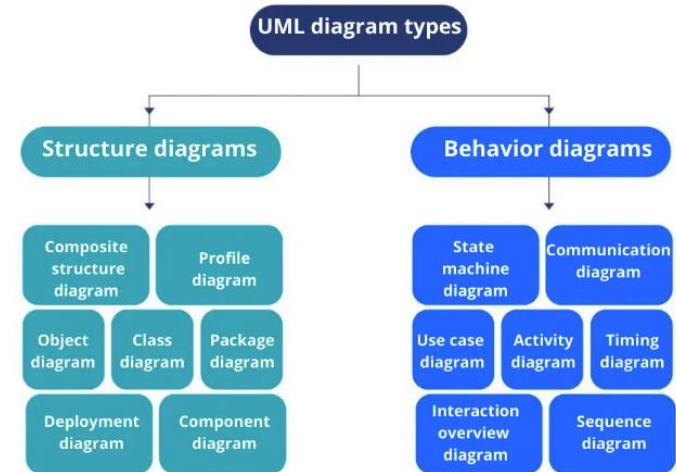 UML diagram types
Structure diagrams
Behavior diagrams
Composite
structure
diagram
Profile
diagram
Object
diagram
Class
diagram
Package
diagram
Deployment
diagram
Component
diagram
State
machine
diagram
Communication
diagram
Use case
diagram
Activity
diagram
Timing
diagram
Interaction
overview
diagram
Sequence
diagram